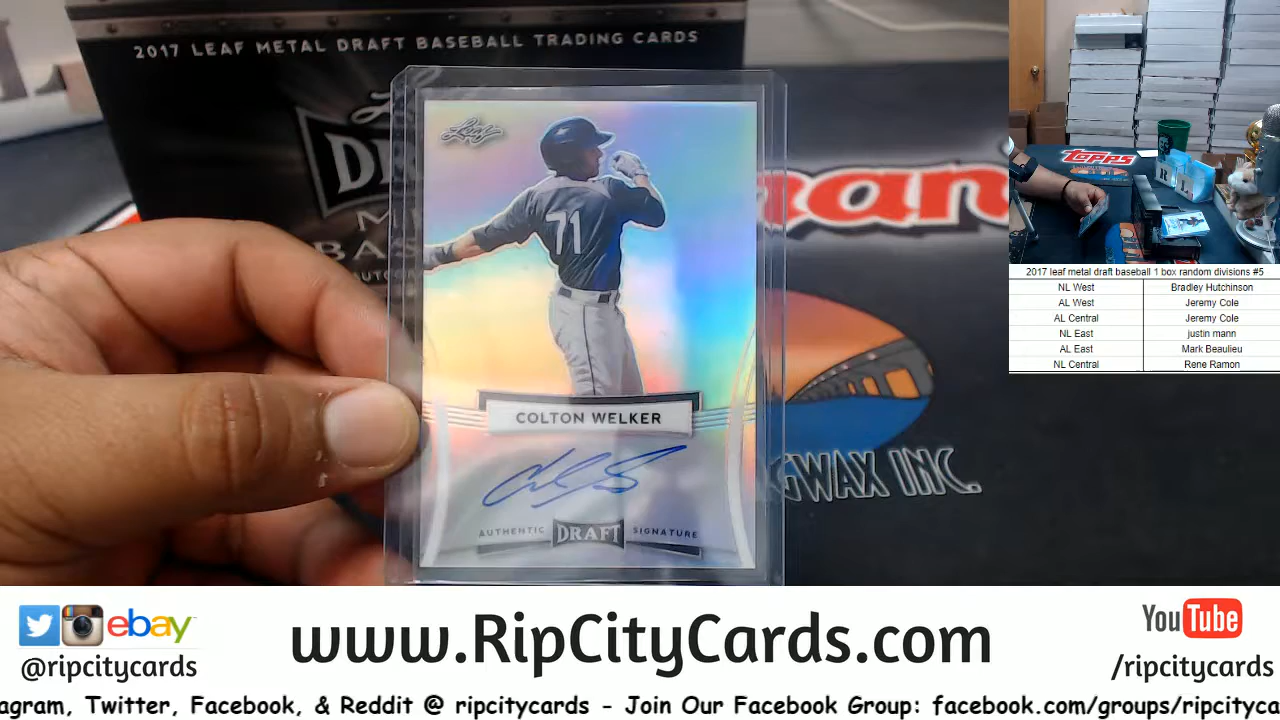 2017 LEAF METAL DRAFT BASEBALL TRADING CARDS
Leaf
71
COLTON WELKER
AUTHENTIC DRAFT SIGNATURE
GWAX INC.
Topps
2017 leaf metal draft baseball 1 box random divisions #5
NL West Bradley Hutchinson
AL West Jeremy Cole
AL Central Jeremy Cole
NL East justin mann
AL East Mark Beaulieu
NL Central Rene Ramon
ebay
@ripcitycards
www.RipCityCards.com
YouTube
/ripcitycards
agram, Twitter, Facebook, & Reddit @ ripcitycards - Join Our Facebook Group: facebook.com/groups/ripcityca